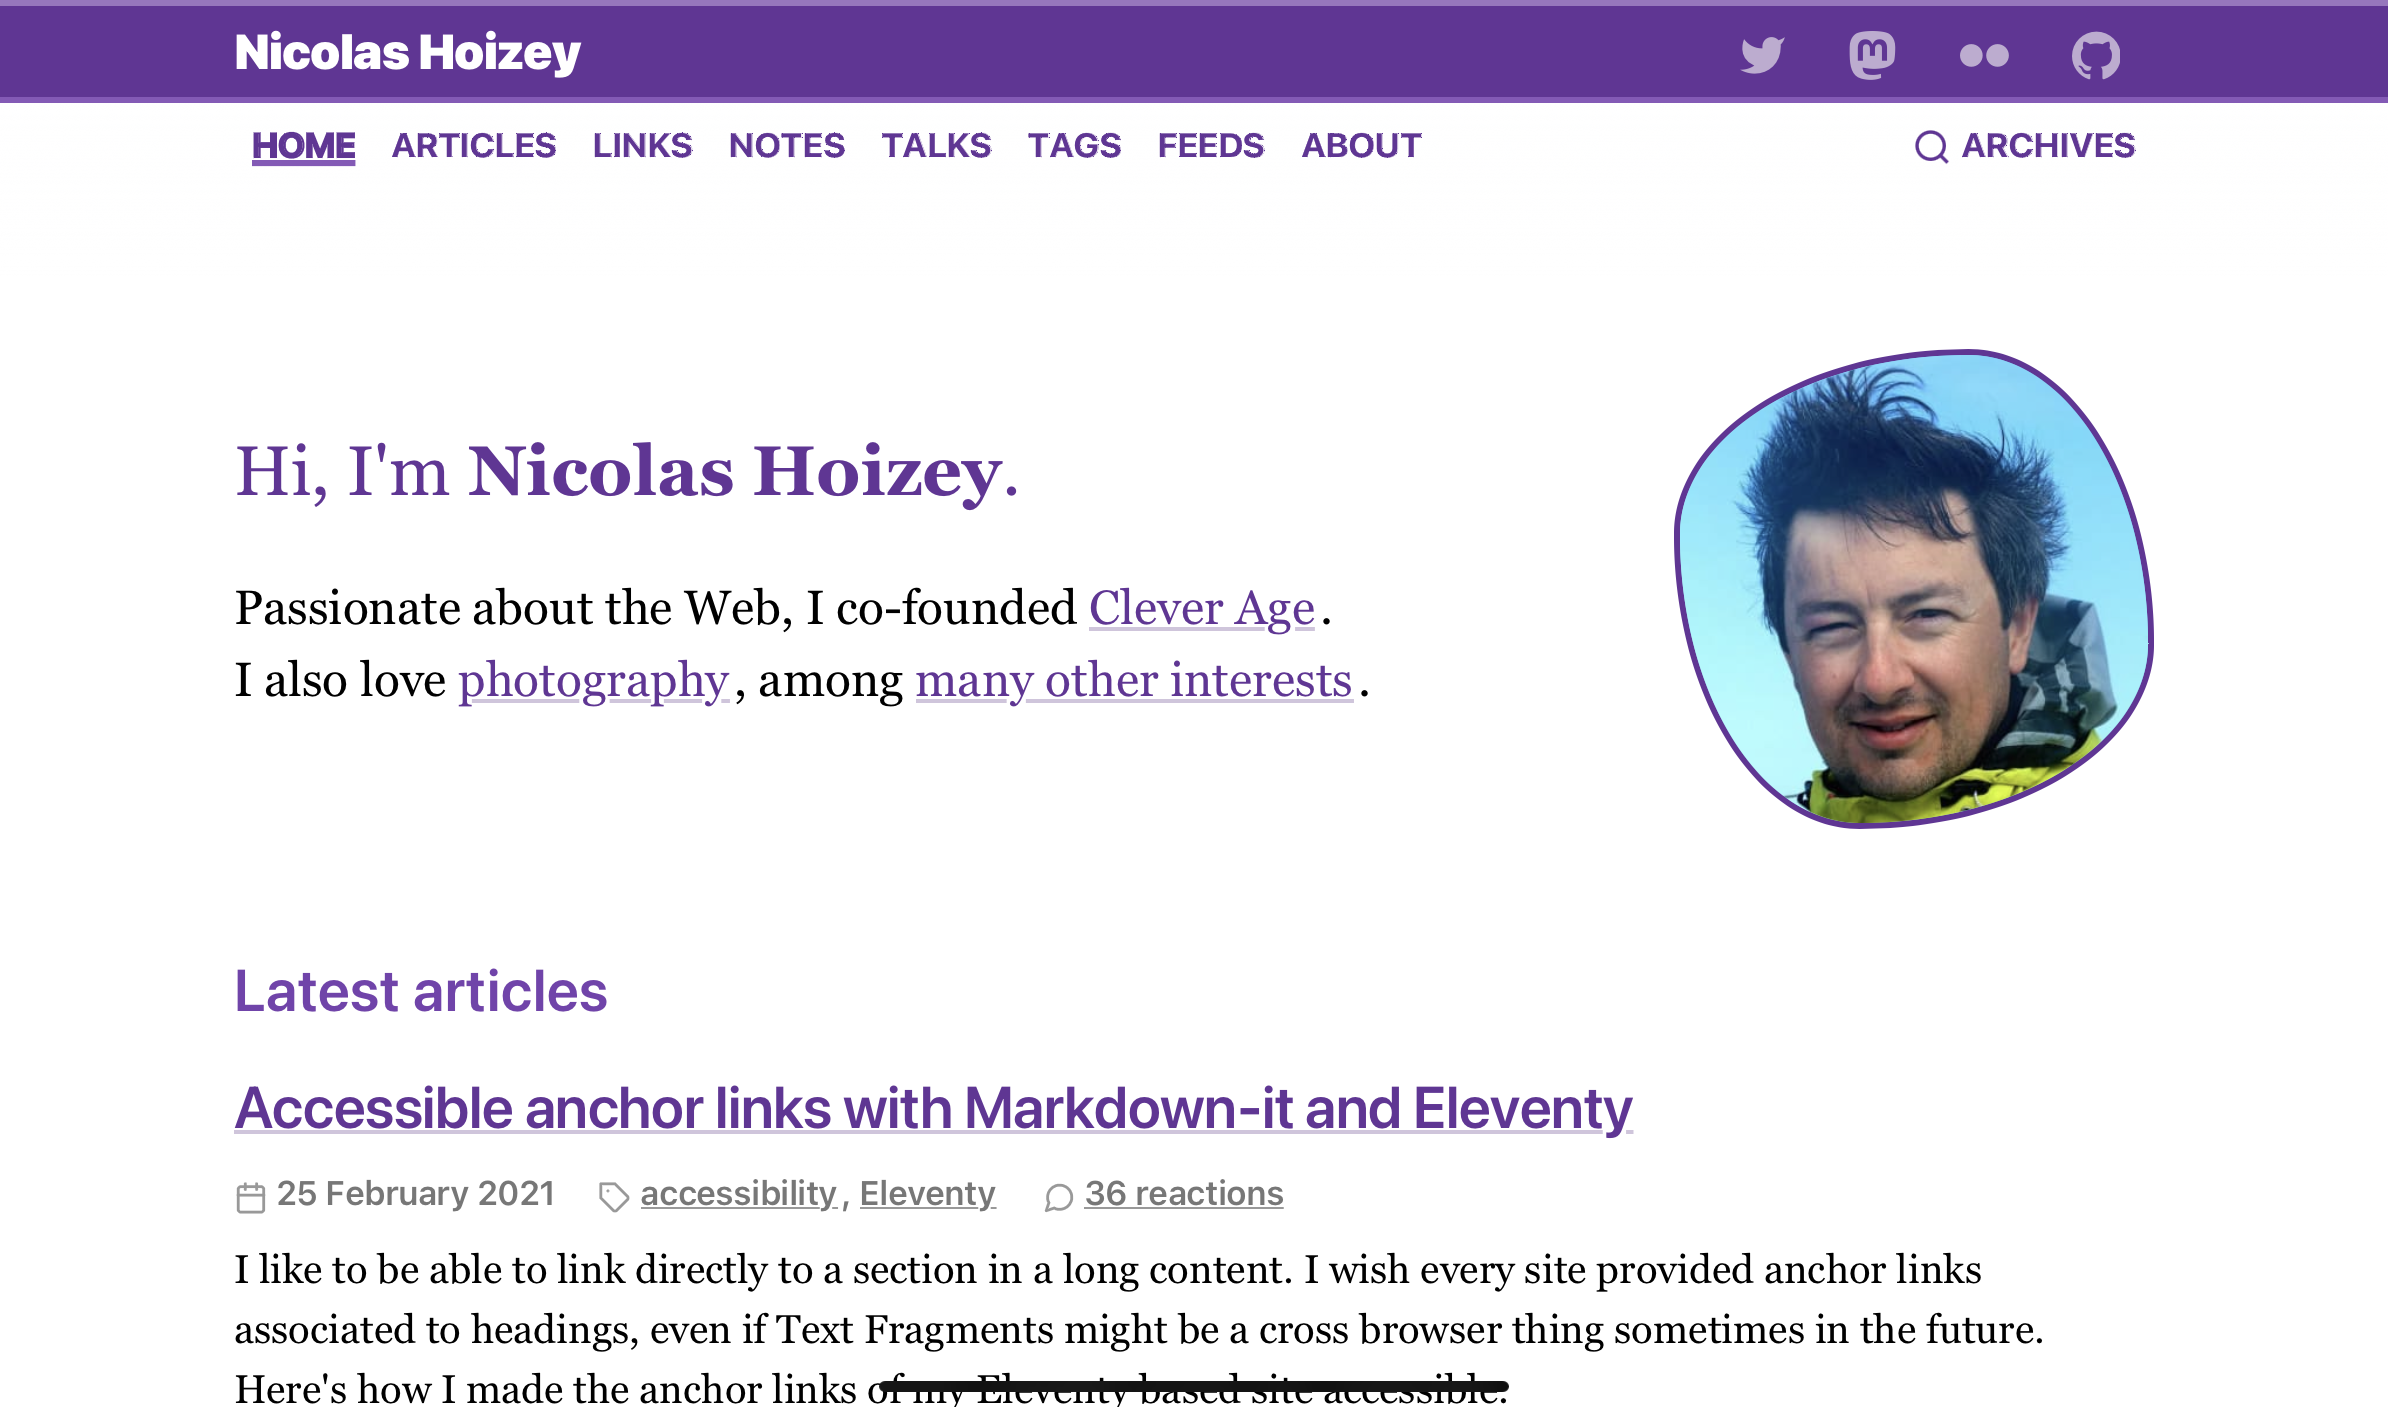 Nicolas Hoizey
HOME ARTICLES LINKS NOTES TALKS TAGS FEEDS ABOUT ARCHIVES
Hi, I'm Nicolas Hoizey.
Passionate about the Web, I co-founded Clever Age.
I also love photography, among many other interests.
Latest articles
Accessible anchor links with Markdown-it and Eleventy
25 February 2021 accessibility, Eleventy 36 reactions
I like to be able to link directly to a section in a long content. I wish every site provided anchor links
associated to headings, even if Text Fragments might be a cross browser thing sometimes in the future.
Here's how I made the anchor links of my Eleventy based site accessible.